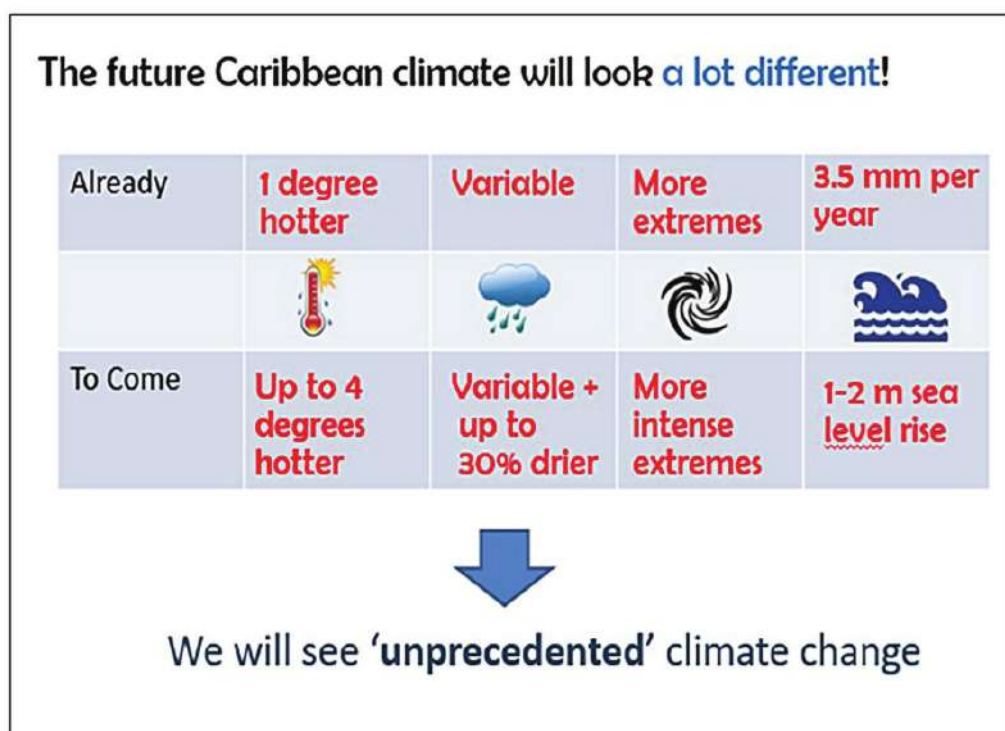 The future Caribbean climate will look a lot different!
Already
1 degree
hotter
Variable
More
extremes
3.5 mm per
year
To Come
Up to 4
degrees
hotter
Variable +
up to
30% drier
More
intense
extremes
1-2 m sea
level rise
We will see ‘unprecedented’ climate change